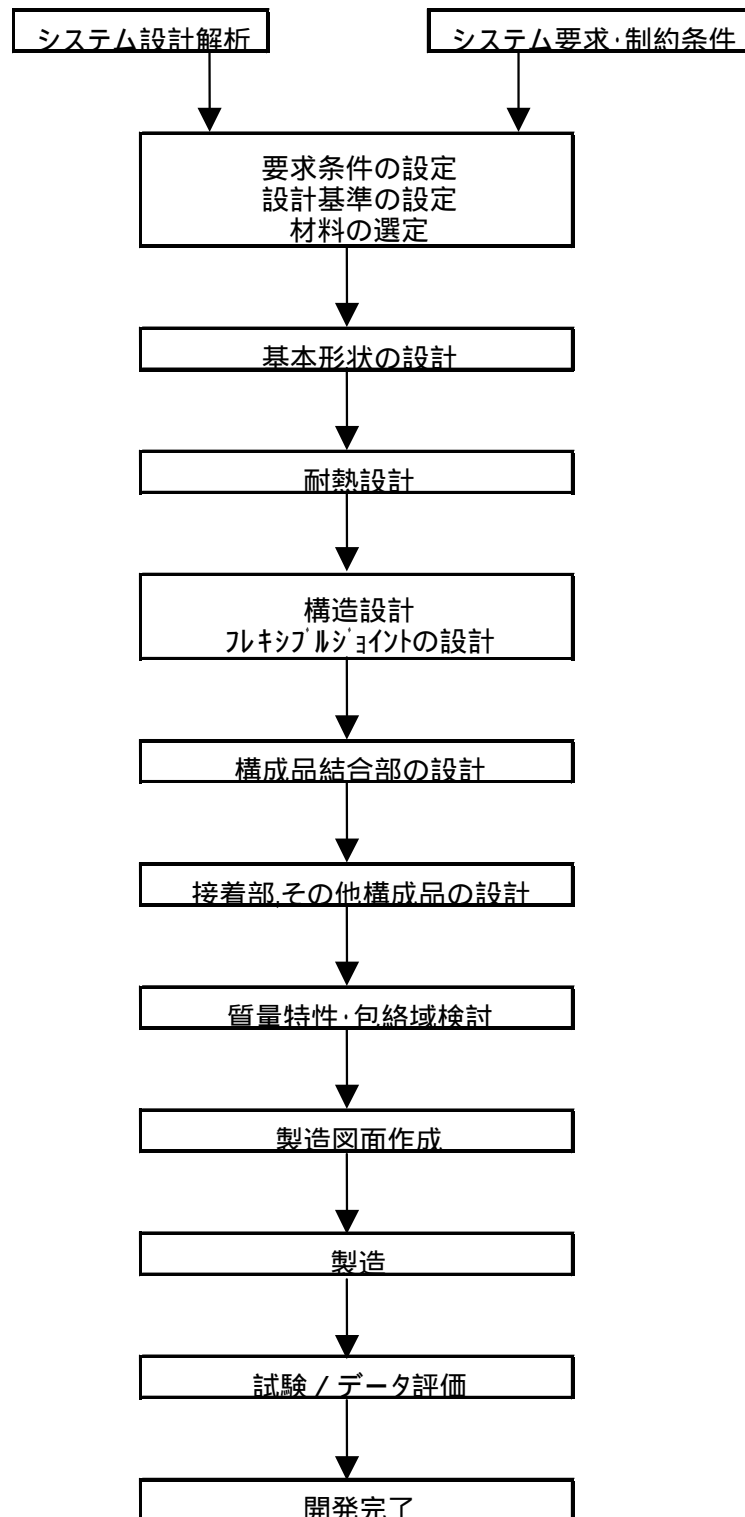 システム設計解析
システム要求・制約条件
要求条件の設定
設計基準の設定
材料の選定
基本形状の設計
耐熱設計
構造設計
ﾌﾚｷｼﾌﾞﾙｼﾞｮｲﾝﾄの設計
構成品結合部の設計
接着部,その他構成品の設計
質量特性・包絡域検討
製造図面作成
製造
試験 / データ評価
開発完了